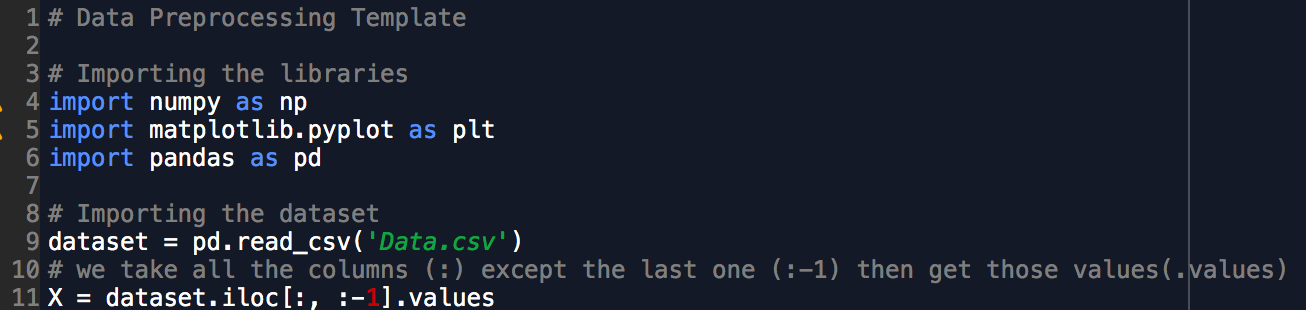 1 # Data Preprocessing Template
2
3 # Importing the libraries
4 import numpy as np
5 import matplotlib.pyplot as plt
6 import pandas as pd
7
8 # Importing the dataset
9 dataset = pd.read_csv('Data.csv')
10 # we take all the columns (:) except the last one (:-1) then get those values(.values)
11 X = dataset.iloc[:, :-1].values